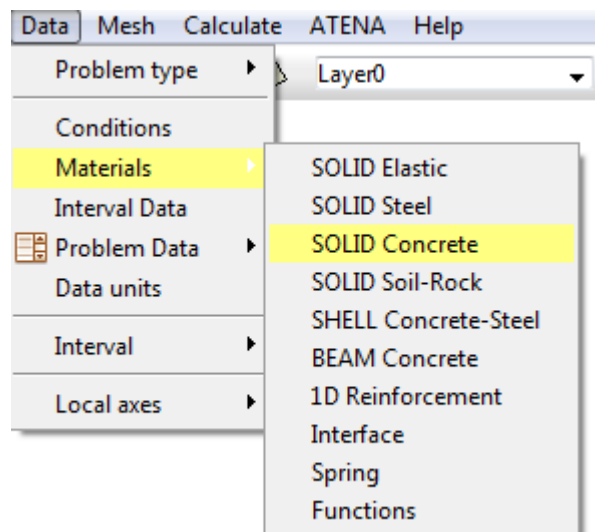 Data Mesh Calculate ATENA Help
Problem type
Layer0
Conditions
Materials
Interval Data
Problem Data
Data units
Interval
Local axes
SOLID Elastic
SOLID Steel
SOLID Concrete
SOLID Soil-Rock
SHELL Concrete-Steel
BEAM Concrete
1D Reinforcement
Interface
Spring
Functions